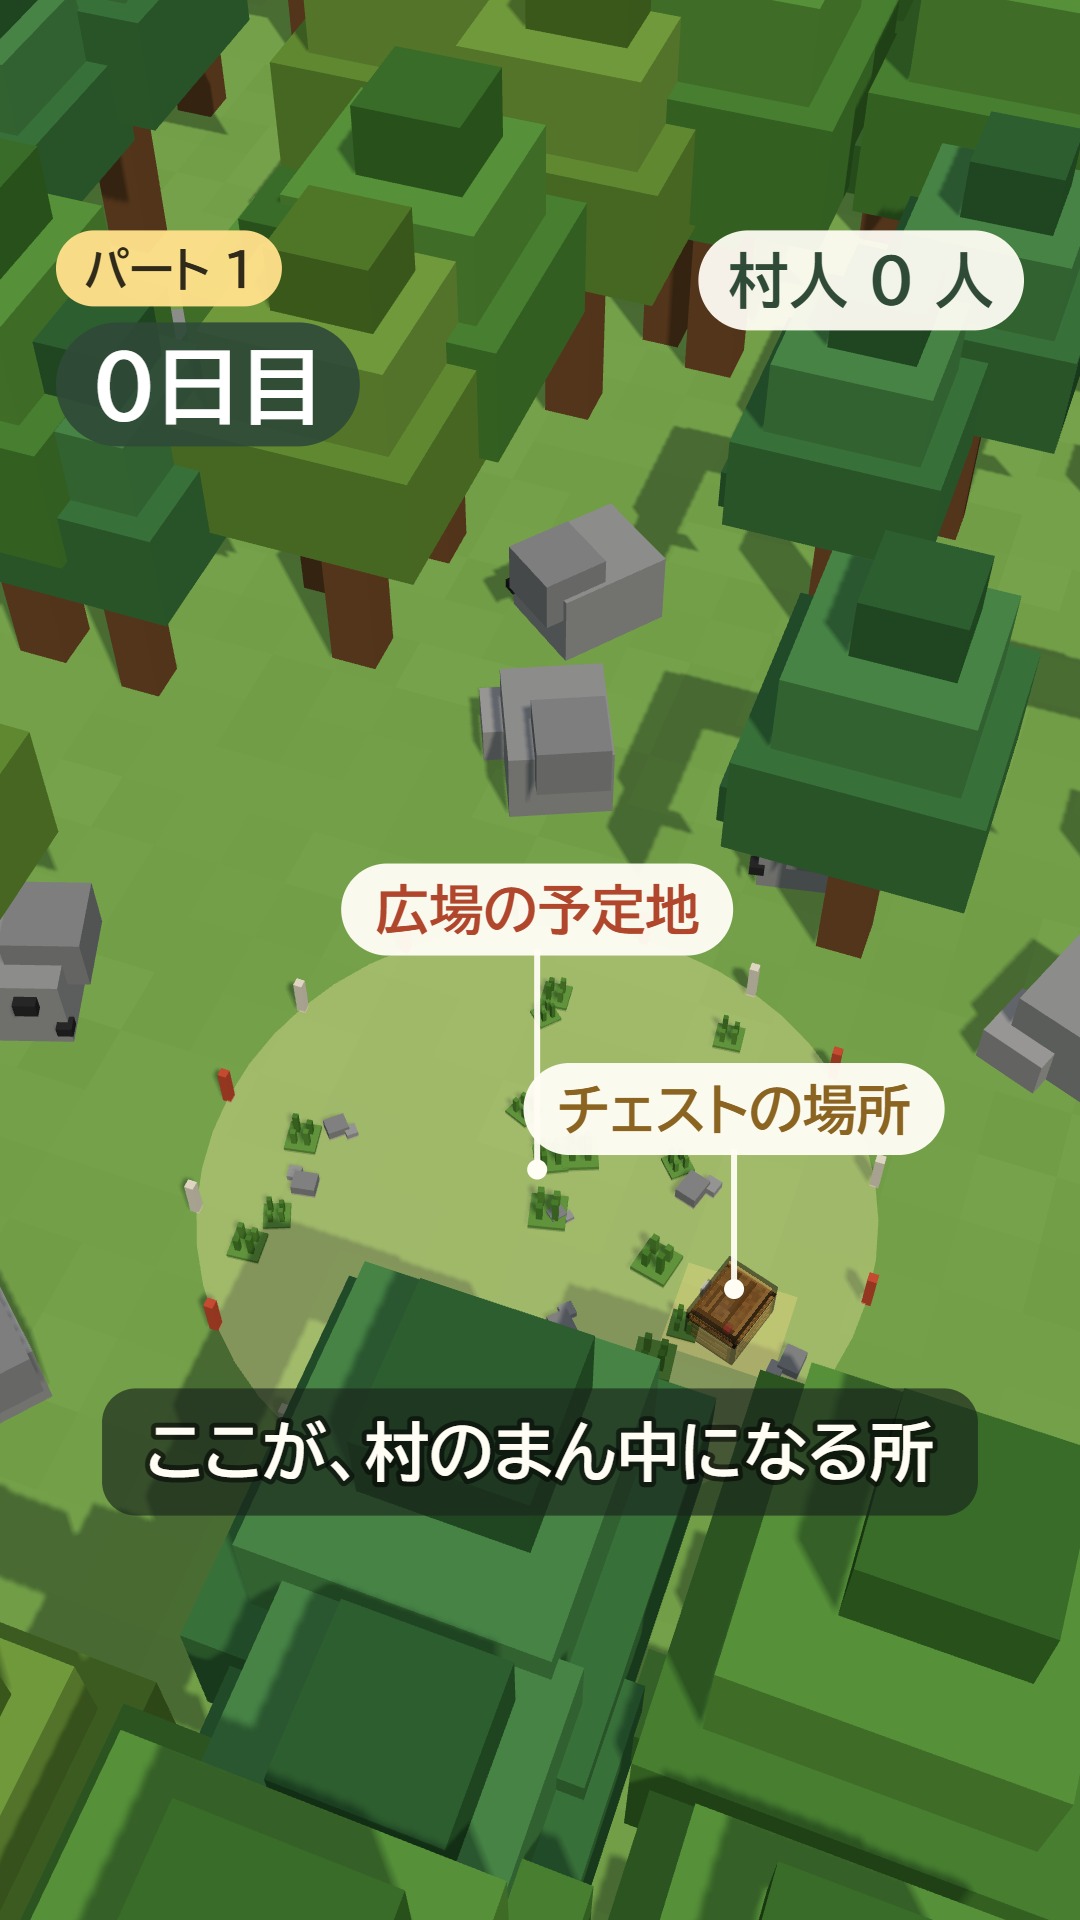 パート 1
0日目
村人 0 人
広場の予定地
チェストの場所
ここが、村のまん中になる所